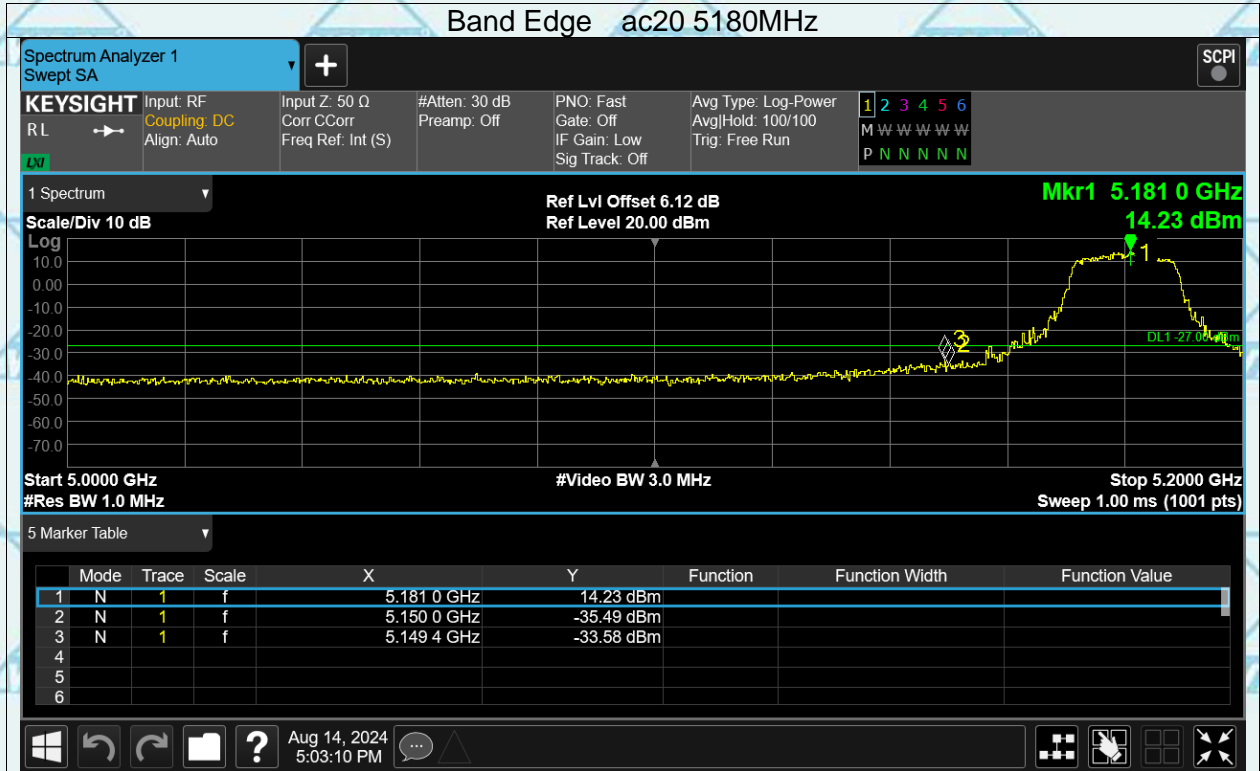 Band Edge ac20 5180MHz
Spectrum Analyzer 1
Swept SA
+
SCPI
KEYSIGHT
RL
LXI
Input: RF
Coupling: DC
Align: Auto
Input Z: 50 Ω
Corr CCorr
Freq Ref: Int (S)
#Atten: 30 dB
Preamp: Off
PNO: Fast
Gate: Off
IF Gain: Low
Sig Track: Off
Avg Type: Log-Power
Avg|Hold: 100/100
Trig: Free Run
1 2 3 4 5 6
M W W W W W
P N N N N N
1 Spectrum
Scale/Div 10 dB
Ref Lvl Offset 6.12 dB
Ref Level 20.00 dBm
Mkr1 5.181 0 GHz
14.23 dBm
Log
10.0
0.00
-10.0
-20.0
-30.0
-40.0
-50.0
-60.0
-70.0
1
3
2
DL1 -27.00 dBm
Start 5.0000 GHz
#Res BW 1.0 MHz
#Video BW 3.0 MHz
Stop 5.2000 GHz
Sweep 1.00 ms (1001 pts)
5 Marker Table
Mode Trace Scale X Y Function Function Width Function Value
1 N 1 f 5.181 0 GHz 14.23 dBm
2 N 1 f 5.150 0 GHz -35.49 dBm
3 N 1 f 5.149 4 GHz -33.58 dBm
4
5
6
?
Aug 14, 2024
5:03:10 PM